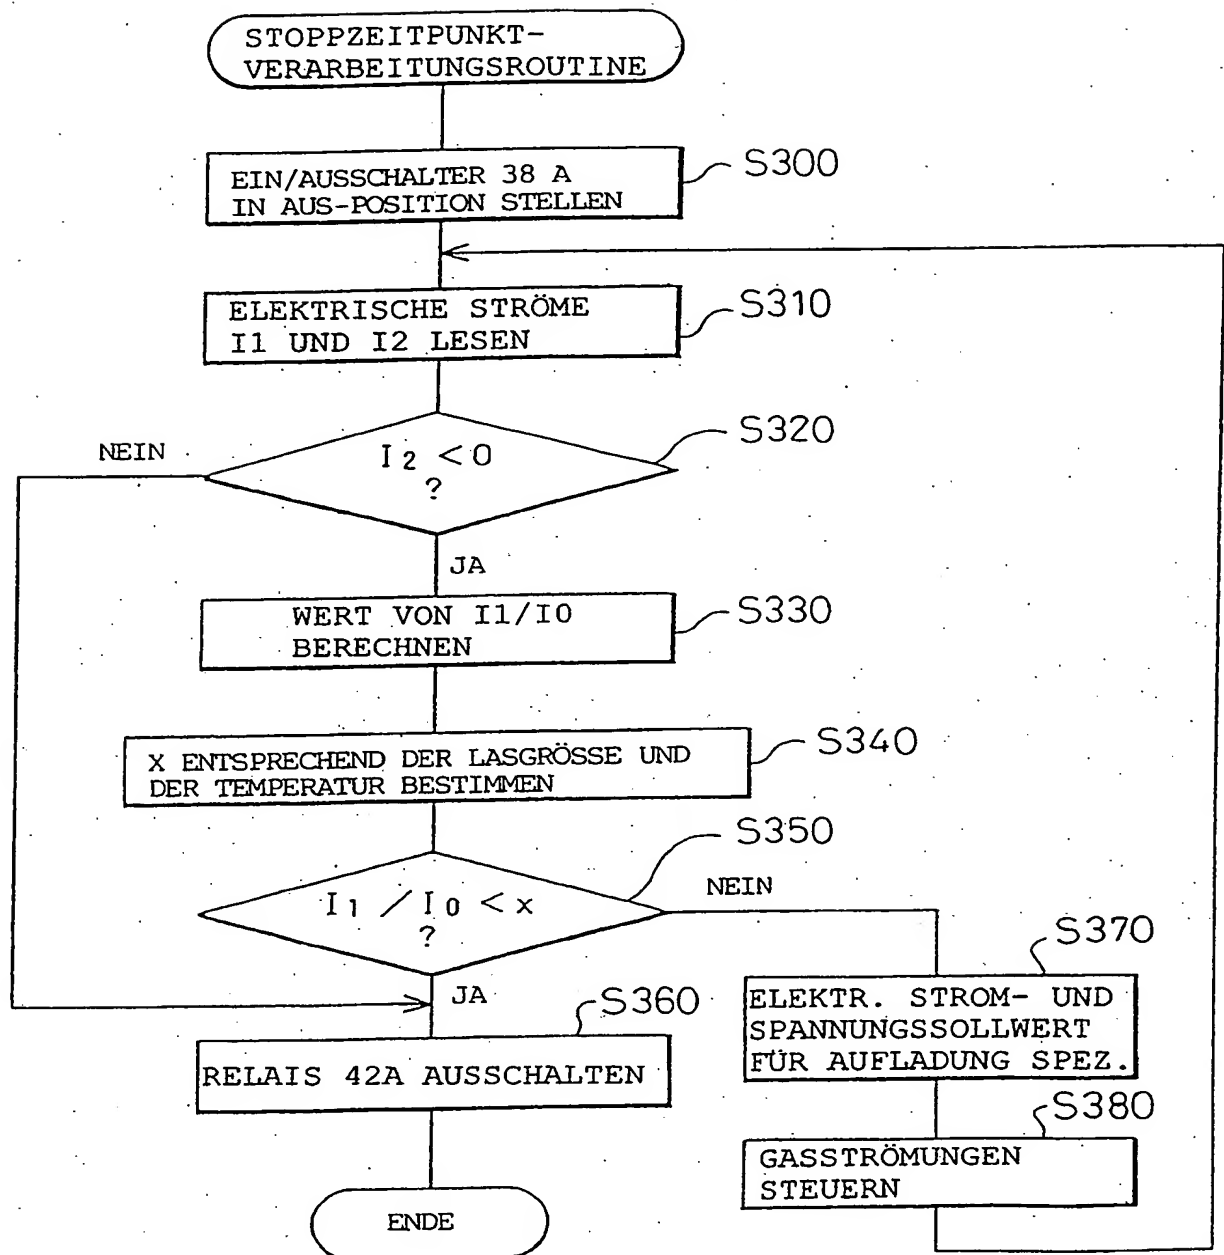 STOPPZEITPUNKT-
VERARBEITUNGSROUTINE
EIN/AUSSCHALTER 38 A
IN AUS-POSITION STELLEN
S300
ELEKTRISCHE STRÖME
I1 UND I2 LESEN
S310
NEIN
I2 <0
?
S320
JA
WERT VON I1/I0
BERECHNEN
S330
X ENTSPRECHEND DER LASGRÖSSE UND
DER TEMPERATUR BESTIMMEN
S340
I1 / I0 < x
?
S350
NEIN
JA
RELAIS 42A AUSSCHALTEN
S360
ELEKTR. STROM- UND
SPANNUNGSSOLLWERT
FÜR AUFLADUNG SPEZ.
S370
GASSTRÖMUNGEN
STEUERN
S380
ENDE